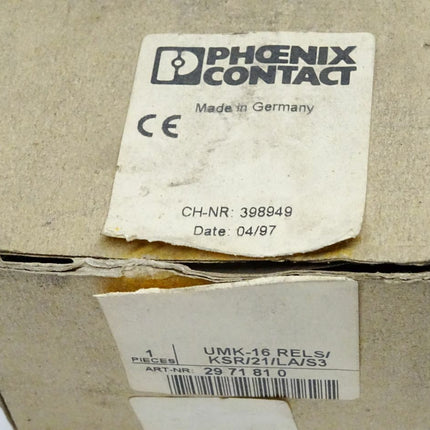 PHŒNIX
CONTACT
Made in Germany
CE
CH-NR: 398949
Date: 04/97
1 UMK-16 RELS/
PIECES KSR/21/LA/S3
ART-NR: 29 71 81 0